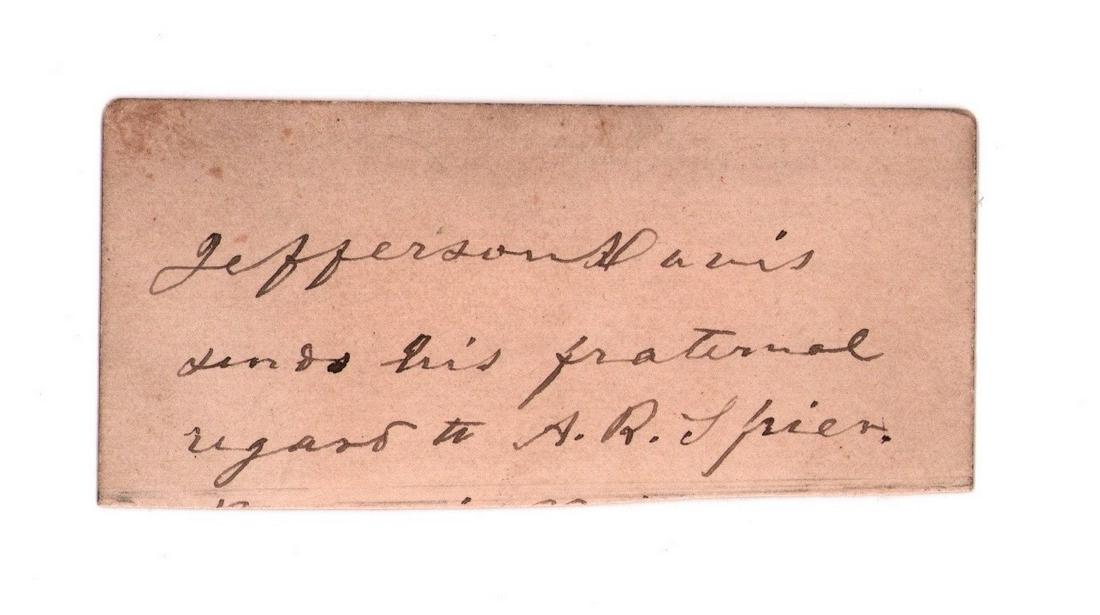 Jefferson Davis
sends his fraternal
regard to A. R. Spier.